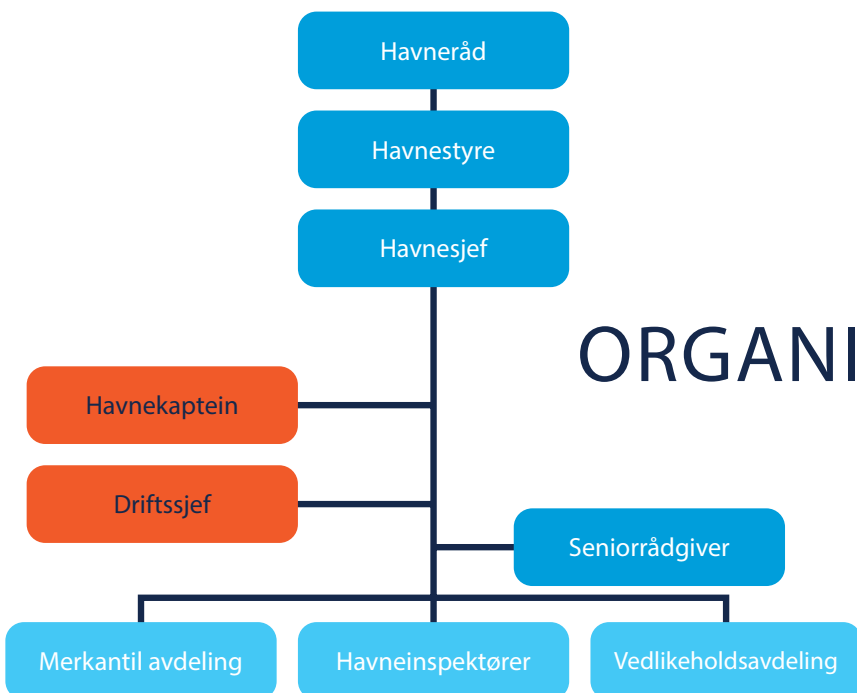 Havneråd
Havnestyre
Havnesjef
ORGANI
Havnekaptein
Driftssjef
Seniorrådgiver
Merkantil avdeling
Havneinspektører
Vedlikeholdsavdeling